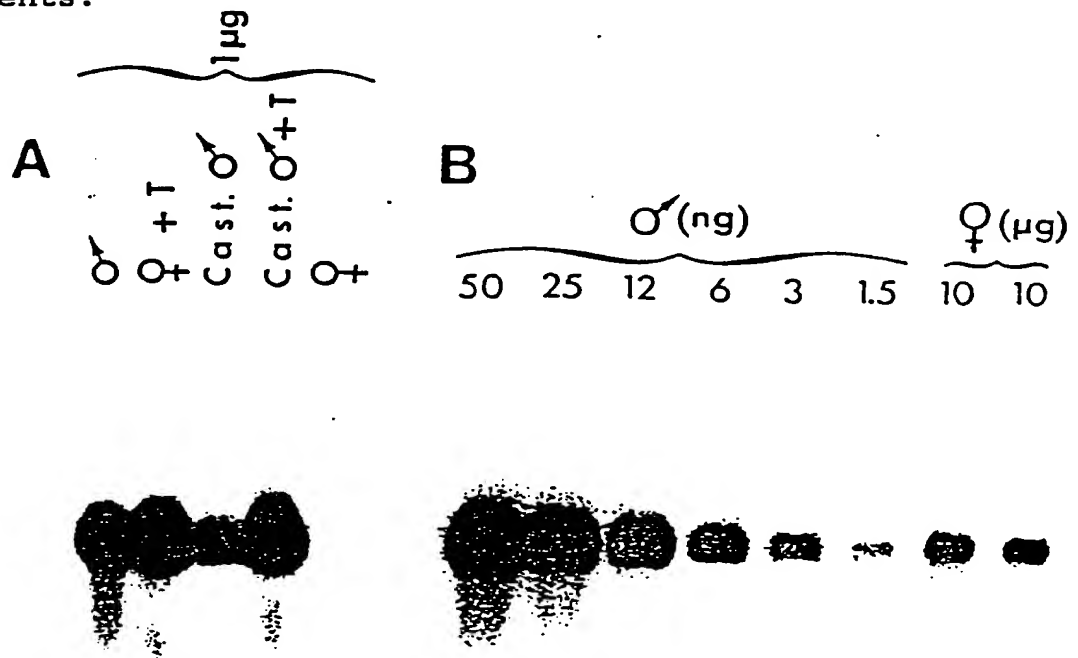 ents.
1µg
A
♂
♀ + T
Cast. ♂
Cast. ♂ + T
♀
B
♂ (ng)
♀ (µg)
50 25 12 6 3 1.5 10 10